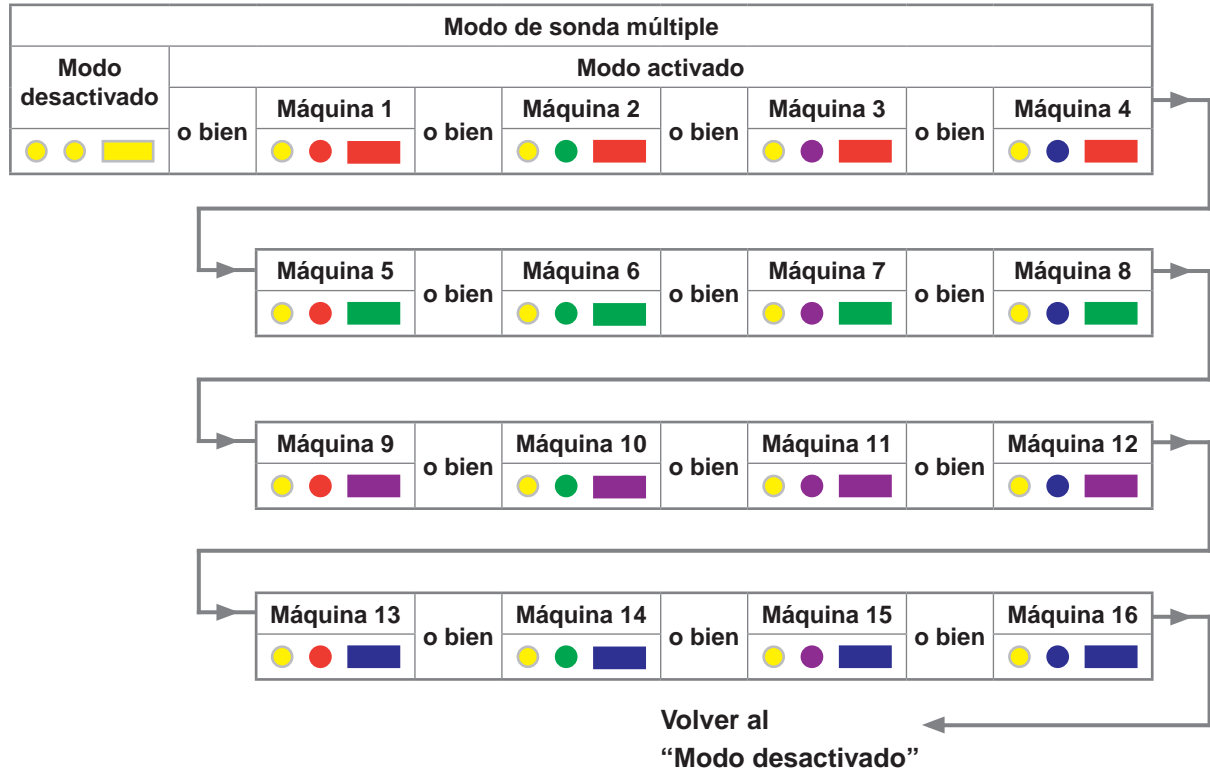 Modo de sonda múltiple
Modo
desactivado
Modo activado
o bien
Máquina 1
o bien
Máquina 2
o bien
Máquina 3
o bien
Máquina 4
Máquina 5
o bien
Máquina 6
o bien
Máquina 7
o bien
Máquina 8
Máquina 9
o bien
Máquina 10
o bien
Máquina 11
o bien
Máquina 12
Máquina 13
o bien
Máquina 14
o bien
Máquina 15
o bien
Máquina 16
Volver al
“Modo desactivado”